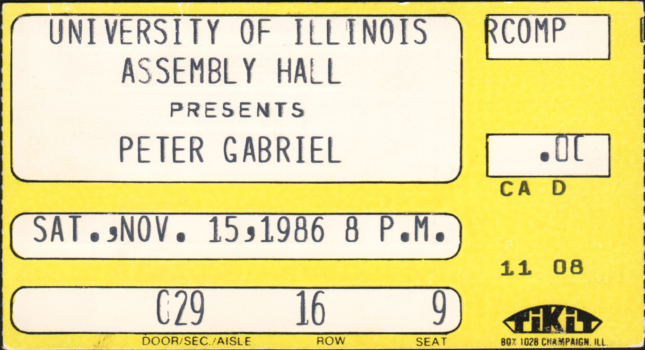 UNIVERSITY OF ILLINOIS
ASSEMBLY HALL
PRESENTS
PETER GABRIEL
SAT.,NOV. 15,1986 8 P.M.
C29 16 9
DOOR/SEC./AISLE ROW SEAT
RCOMP
.00
CA D
11 08
TIKIT
BOX 1028 CHAMPAIGN, ILL.